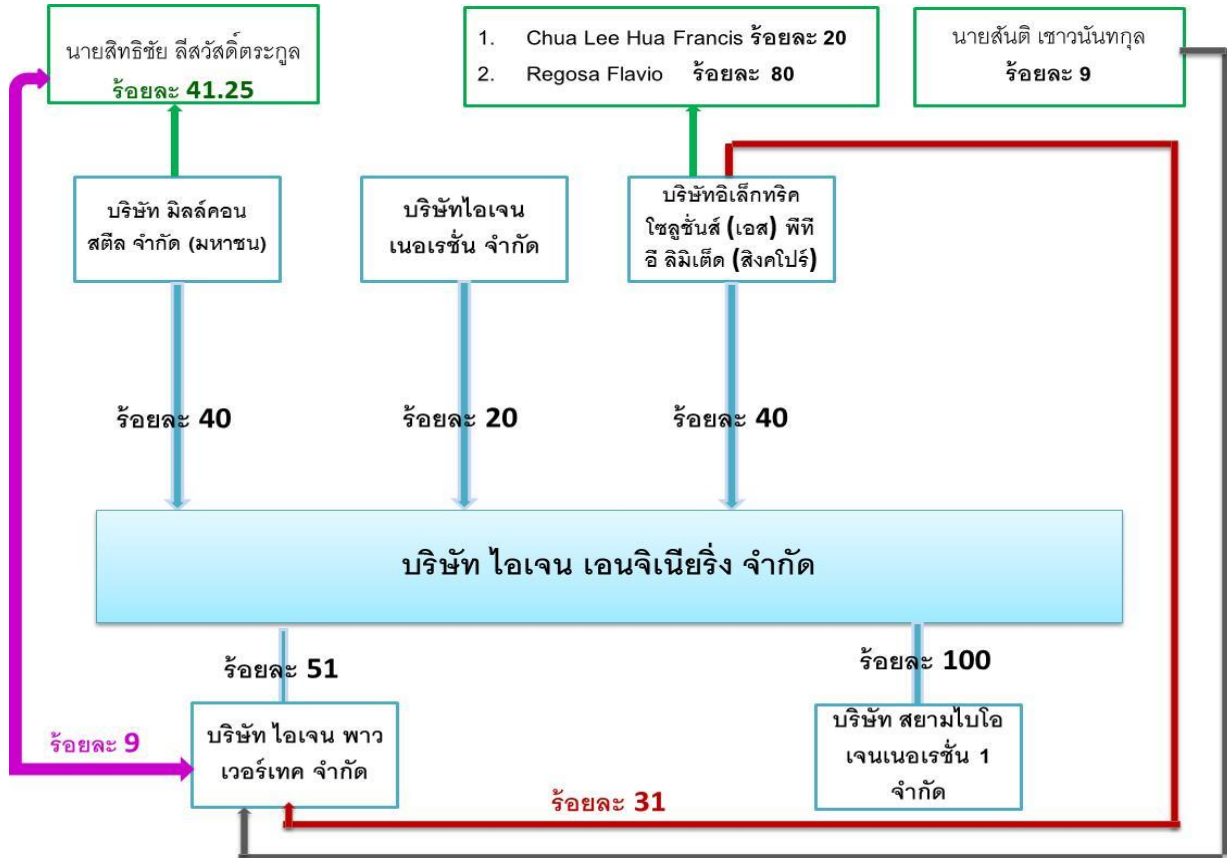 นายสิทธิชัย ลีสวัสดิ์ตระกูล
ร้อยละ 41.25
1. Chua Lee Hua Francis ร้อยละ 20
2. Regosa Flavio ร้อยละ 80
นายสันติ เชาวนันทกุล
ร้อยละ 9
บริษัท มิลล์คอน
สตีล จำกัด (มหาชน)
บริษัทไอเจน
เนอเรชั่น จำกัด
บริษัทอิเล็กทริค
โซลูชั่นส์ (เอส) พีที
อี ลิมิเต็ด (สิงคโปร์)
ร้อยละ 40
ร้อยละ 20
ร้อยละ 40
บริษัท ไอเจน เอนจิเนียริ่ง จำกัด
ร้อยละ 51
ร้อยละ 100
ร้อยละ 9
บริษัท ไอเจน พาว
เวอร์เทค จำกัด
บริษัท สยามไบโอ
เจนเนอเรชั่น 1
จำกัด
ร้อยละ 31